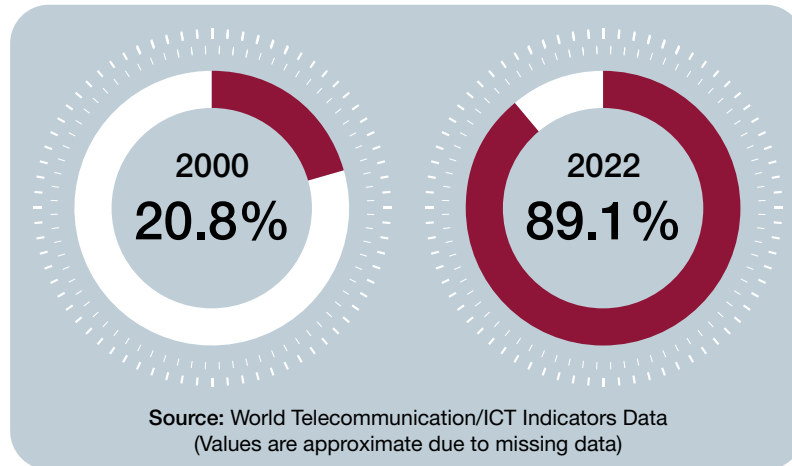 2000
20.8%
2022
89.1%
Source: World Telecommunication/ICT Indicators Data
(Values are approximate due to missing data)